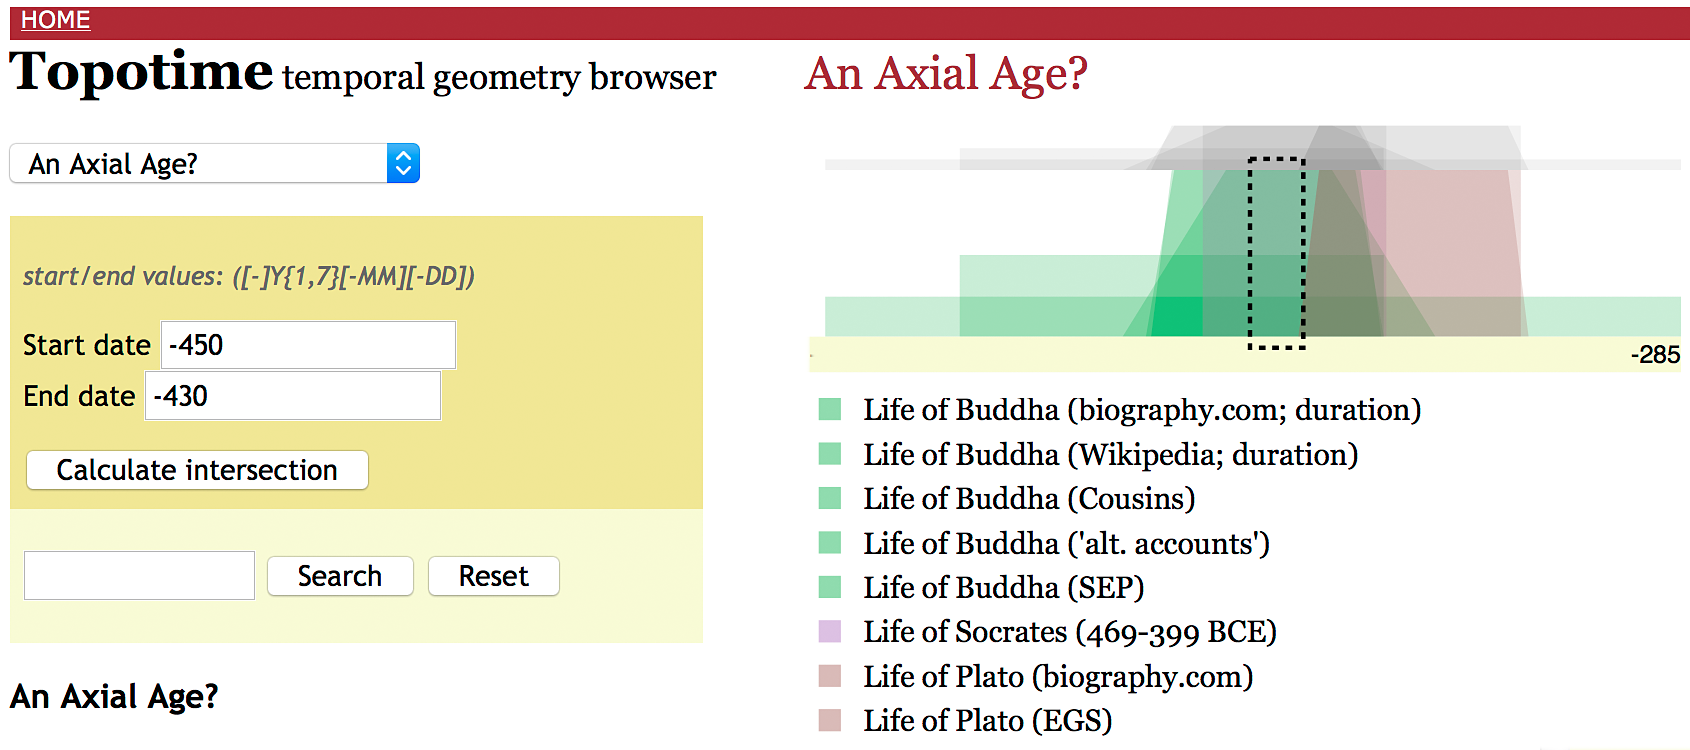 HOME
Topotime temporal geometry browser
An Axial Age?
start/end values: ([-]Y{1,7}[-MM][-DD])
Start date -450
End date -430
Calculate intersection
Search Reset
An Axial Age?
An Axial Age?
-285
Life of Buddha (biography.com; duration)
Life of Buddha (Wikipedia; duration)
Life of Buddha (Cousins)
Life of Buddha ('alt. accounts')
Life of Buddha (SEP)
Life of Socrates (469-399 BCE)
Life of Plato (biography.com)
Life of Plato (EGS)